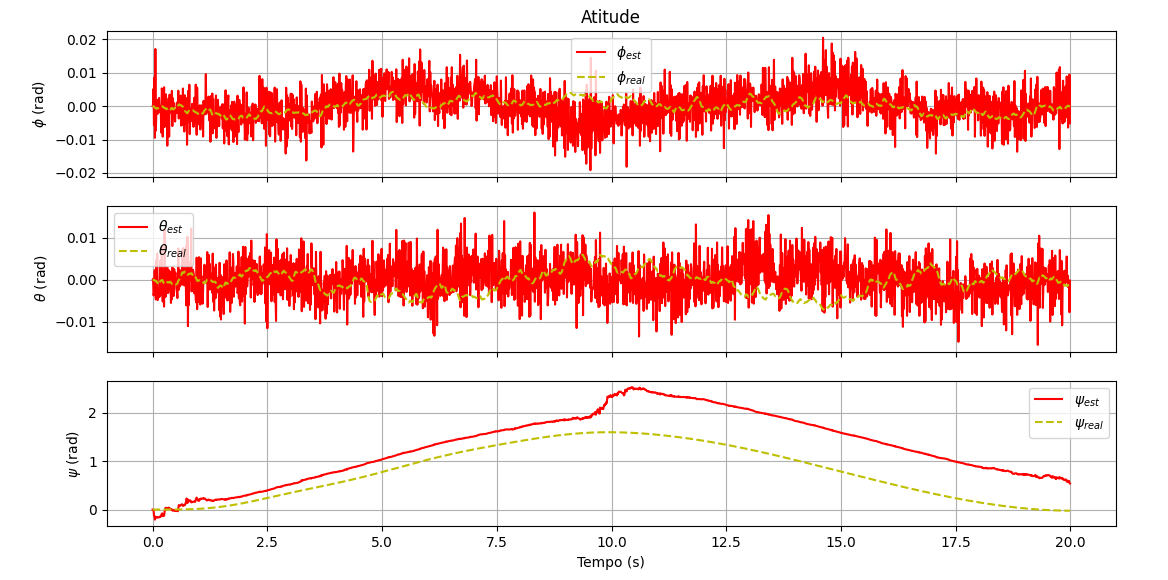 Atitude
0.02
0.01
0.00
−0.01
−0.02
ϕ (rad)
ϕest
ϕreal
0.01
0.00
−0.01
θ (rad)
θest
θreal
2
1
0
ψ (rad)
ψest
ψreal
0.0 2.5 5.0 7.5 10.0 12.5 15.0 17.5 20.0
Tempo (s)